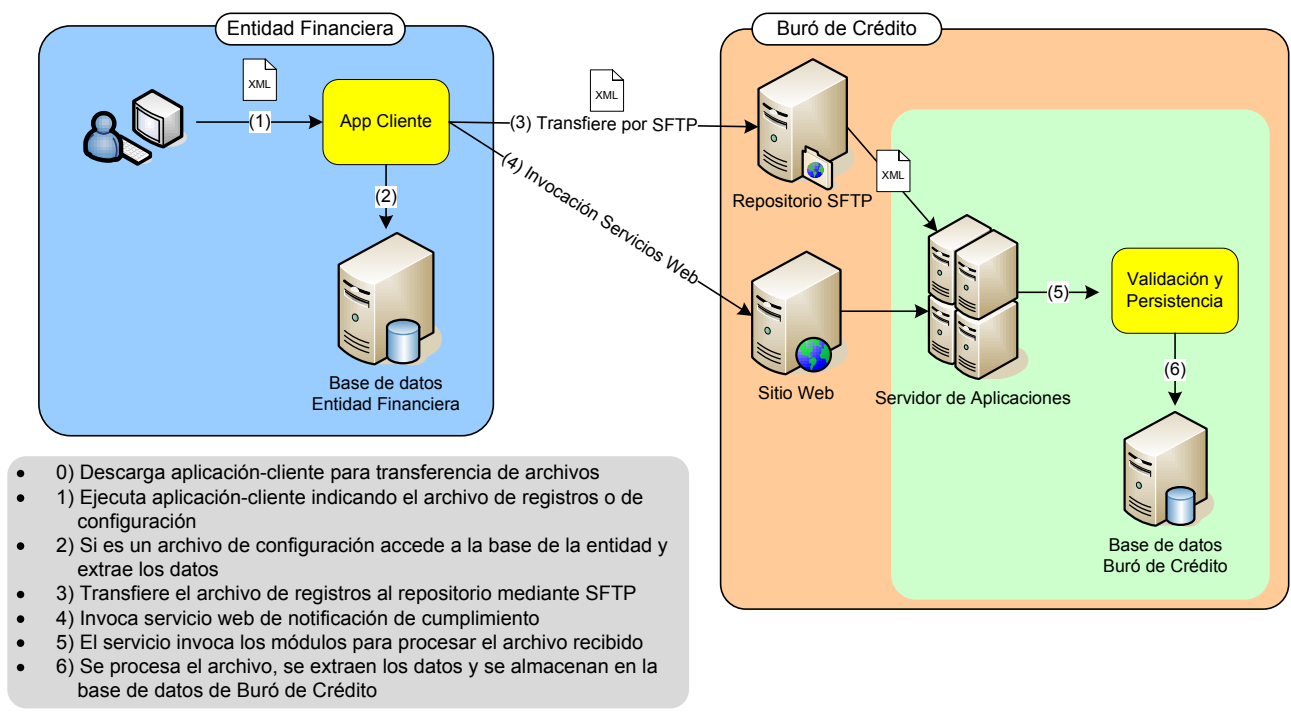 Entidad Financiera
Buró de Crédito
XML
(1)
App Cliente
XML
(3) Transfiere por SFTP
(4) Invocación Servicios Web
(2)
Base de datos
Entidad Financiera
Repositorio SFTP
XML
Sitio Web
Servidor de Aplicaciones
(5)
Validación y
Persistencia
(6)
Base de datos
Buró de Crédito
• 0) Descarga aplicación-cliente para transferencia de archivos
• 1) Ejecuta aplicación-cliente indicando el archivo de registros o de
configuración
• 2) Si es un archivo de configuración accede a la base de la entidad y
extrae los datos
• 3) Transfiere el archivo de registros al repositorio mediante SFTP
• 4) Invoca servicio web de notificación de cumplimiento
• 5) El servicio invoca los módulos para procesar el archivo recibido
• 6) Se procesa el archivo, se extraen los datos y se almacenan en la
base de datos de Buró de Crédito